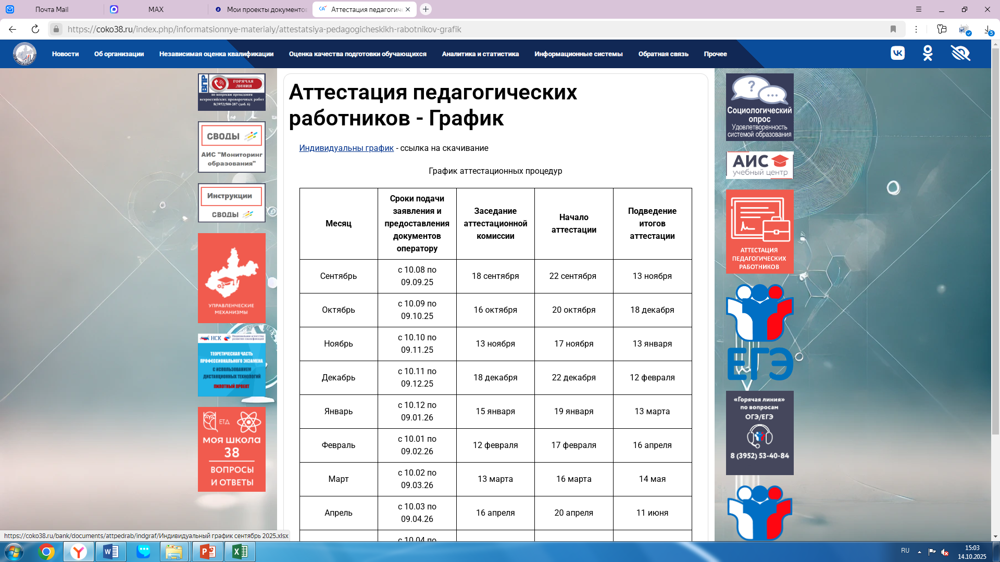 Почта Mail
MAX
Мои проекты документов
Аттестация педагогиче
https://coko38.ru/index.php/informatsionnye-materialy/attestatsiya-pedagogicheskikh-rabotnikov-grafik
5
Новости
Об организации
Независимая оценка квалификации
Оценка качества подготовки обучающихся
Аналитика и статистика
Информационные системы
Обратная связь
Прочее
ВПР
ГОРЯЧАЯ
ЛИНИЯ
по вопросам проведения
всероссийских проверочных работ
8(3952)500-287 (доб. 6)
СВОДЫ
АИС "Мониторинг
образования"
Инструкции
СВОДЫ
УПРАВЛЕНЧЕСКИЕ
МЕХАНИЗМЫ
НСК
Национальное агентство
развития квалификаций
ТЕОРЕТИЧЕСКАЯ ЧАСТЬ
ПРОФЕССИОНАЛЬНОГО ЭКЗАМЕНА
С ИСПОЛЬЗОВАНИЕМ
ДИСТАНЦИОННЫХ ТЕХНОЛОГИЙ
ПИЛОТНЫЙ ПРОЕКТ
ЕТД
МОЯ ШКОЛА
38
ВОПРОСЫ
И ОТВЕТЫ
Аттестация педагогических
работников - График
Индивидуальны график - ссылка на скачивание
График аттестационных процедур
Месяц
Сроки подачи
заявления и
предоставления
документов
оператору
Заседание
аттестационной
комиссии
Начало
аттестации
Подведение
итогов
аттестации
Сентябрь
с 10.08 по
09.09.25
18 сентября
22 сентября
13 ноября
Октябрь
с 10.09 по
09.10.25
16 октября
20 октября
18 декабря
Ноябрь
с 10.10 по
09.11.25
13 ноября
17 ноября
13 января
Декабрь
с 10.11 по
09.12.25
18 декабря
22 декабря
12 февраля
Январь
с 10.12 по
09.01.26
15 января
19 января
13 марта
Февраль
с 10.01 по
09.02.26
12 февраля
17 февраля
16 апреля
Март
с 10.02 по
09.03.26
13 марта
16 марта
14 мая
Апрель
с 10.03 по
09.04.26
16 апреля
20 апреля
11 июня
с 10.04 по
?
...
Социологический
опрос
Удовлетворенность
системой образования
АИС
учебный центр
АТТЕСТАЦИЯ
ПЕДАГОГИЧЕСКИХ
РАБОТНИКОВ
ЕГЭ
«Горячая линия»
по вопросам
ОГЭ/ЕГЭ
8 (3952) 53-40-84
https://coko38.ru/bank/documents/attpedrab/indgraf/Индивидуальный график сентябрь 2025.xlsx
RU
15:03
14.10.2025